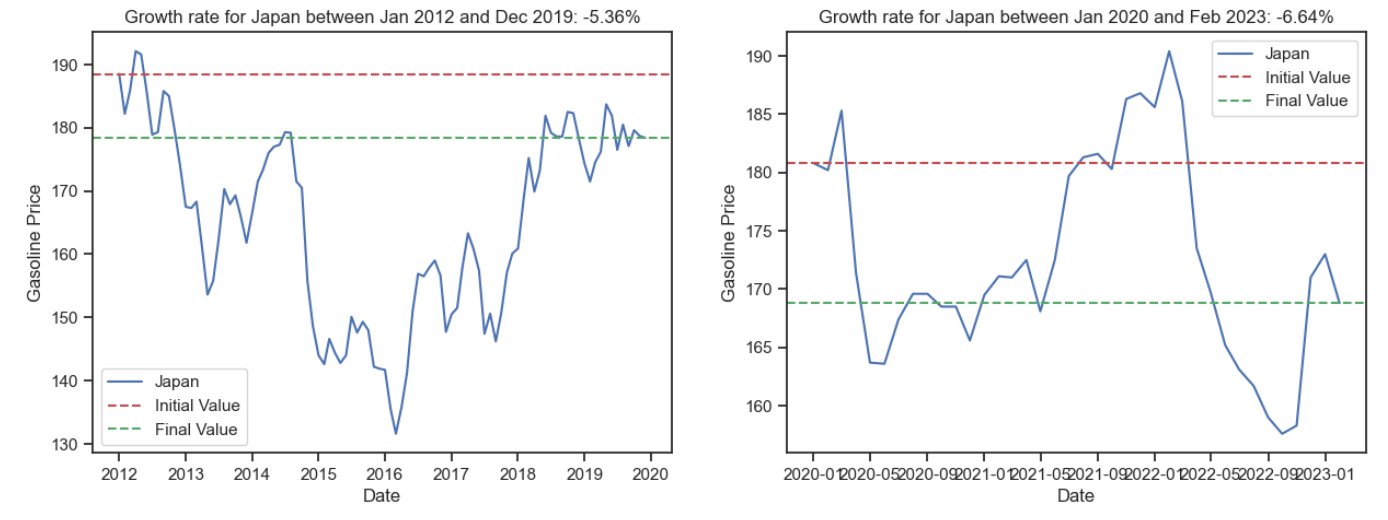 Growth rate for Japan between Jan 2012 and Dec 2019: -5.36%
190
180
170
160
150
140
130
Gasoline Price
Japan
Initial Value
Final Value
2012 2013 2014 2015 2016 2017 2018 2019 2020
Date
Growth rate for Japan between Jan 2020 and Feb 2023: -6.64%
190
185
180
175
170
165
160
Gasoline Price
Japan
Initial Value
Final Value
2020-01 2020-05 2020-09 2021-01 2021-05 2021-09 2022-01 2022-05 2022-09 2023-01
Date